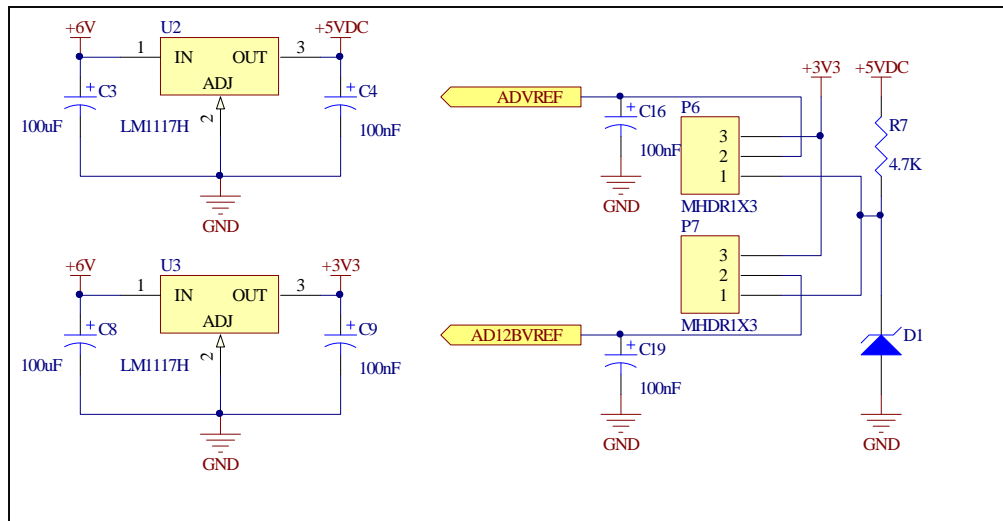 +6V
U2
+5VDC
1
IN
OUT
3
ADJ
+
C3
+
C4
100uF
2
LM1117H
100nF
GND
+6V
U3
+3V3
1
IN
OUT
3
ADJ
+
C8
+
C9
100uF
2
LM1117H
100nF
GND
+3V3
+5VDC
ADVREF
+
C16
100nF
GND
P6
3
2
1
MHDR1X3
R7
4.7K
P7
3
2
1
MHDR1X3
AD12BVREF
+
C19
100nF
GND
D1
GND